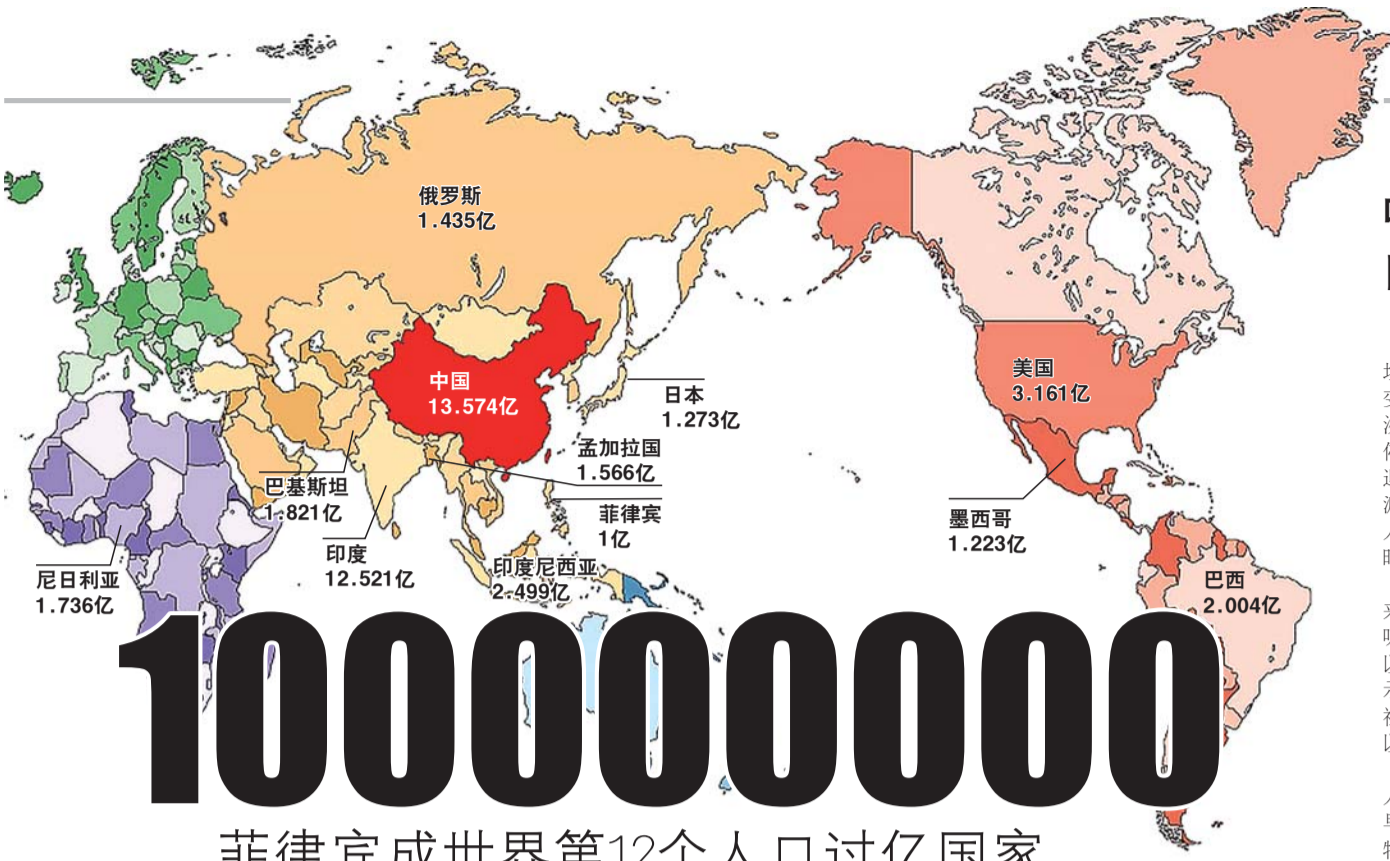 俄罗斯
1.435亿
中国
13.574亿
美国
3.161亿
日本
1.273亿
孟加拉国
1.566亿
巴基斯坦
1.821亿
菲律宾
1亿
墨西哥
1.223亿
印度
12.521亿
印度尼西亚
2.499亿
尼日利亚
1.736亿
巴西
2.004亿
100000000
菲律宾成世界第12个人口过亿国家